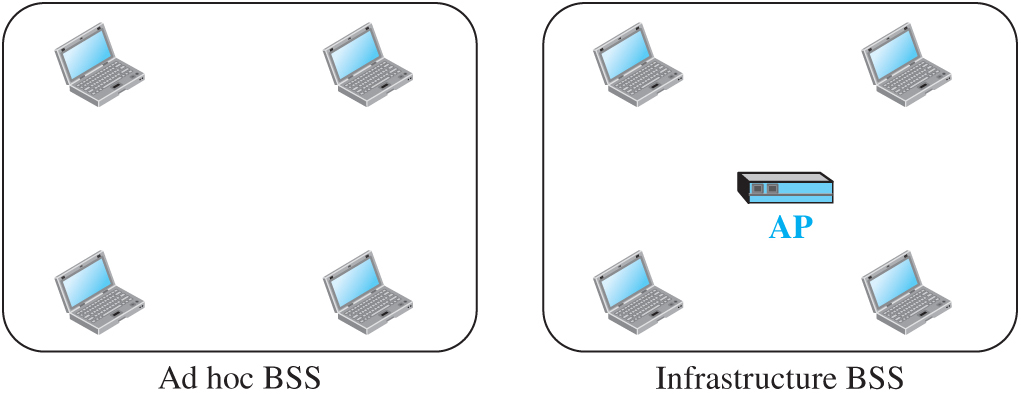 AP
Ad hoc BSS
Infrastructure BSS